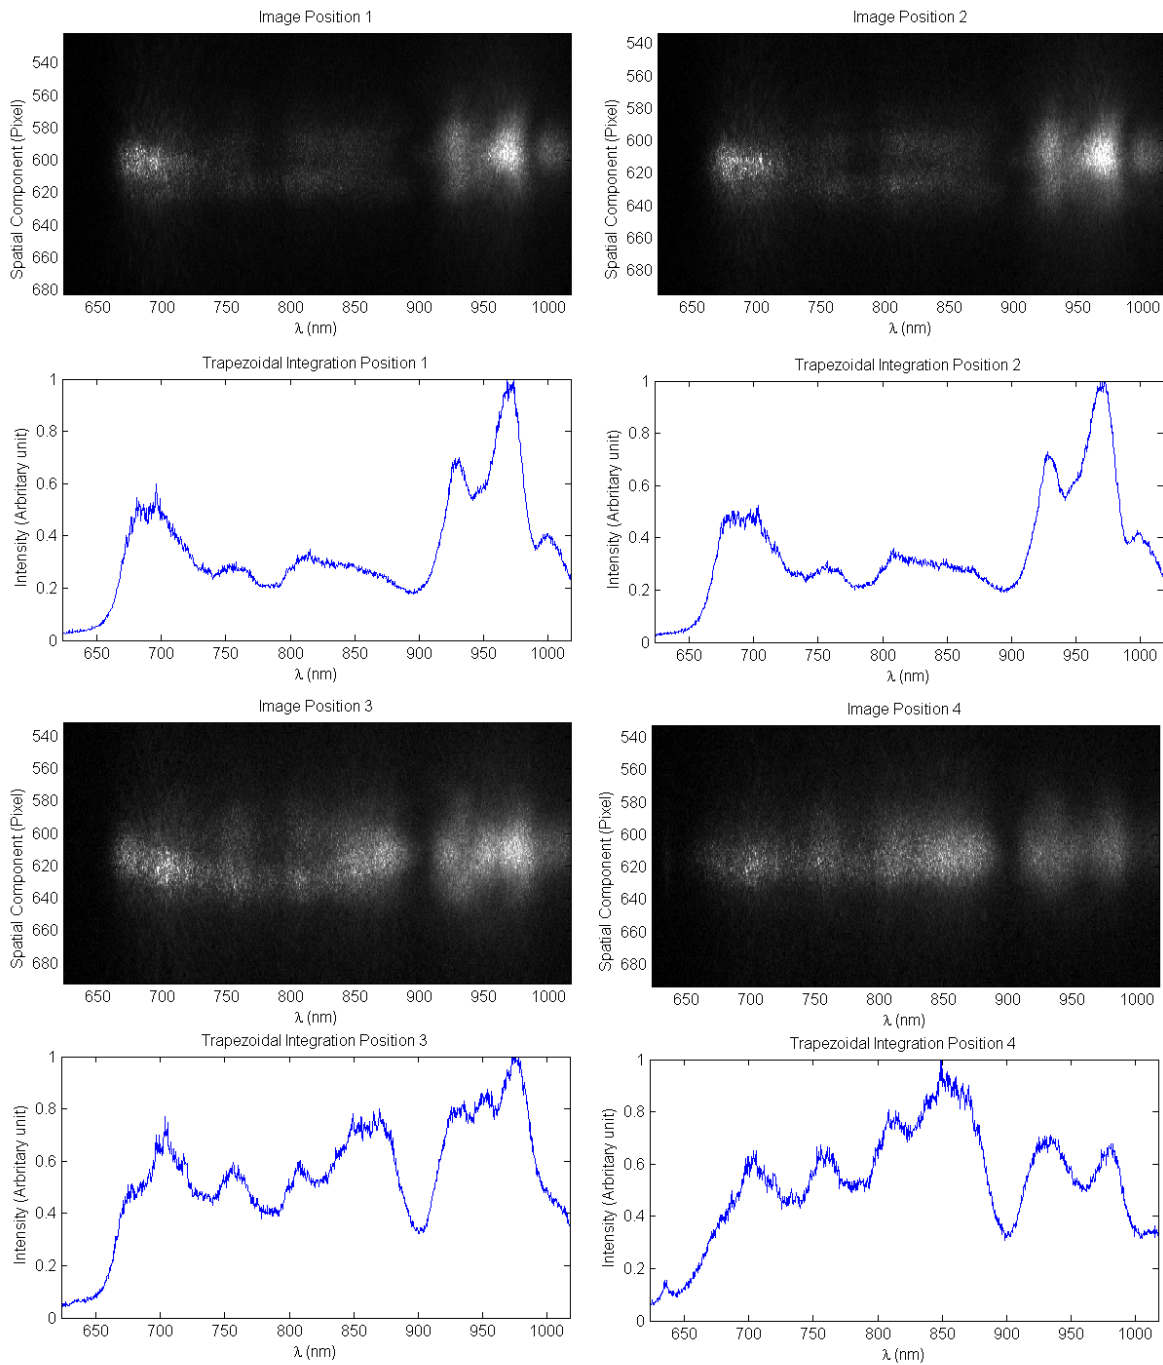 Image Position 1
Spatial Component (Pixel)
540
560
580
600
620
640
660
680
650 700 750 800 850 900 950 1000
λ (nm)
Image Position 2
Spatial Component (Pixel)
540
560
580
600
620
640
660
680
650 700 750 800 850 900 950 1000
λ (nm)
Trapezoidal Integration Position 1
Intensity (Arbritary unit)
1
0.8
0.6
0.4
0.2
0
650 700 750 800 850 900 950 1000
λ (nm)
Trapezoidal Integration Position 2
Intensity (Arbritary unit)
1
0.8
0.6
0.4
0.2
0
650 700 750 800 850 900 950 1000
λ (nm)
Image Position 3
Spatial Component (Pixel)
540
560
580
600
620
640
660
680
650 700 750 800 850 900 950 1000
λ (nm)
Image Position 4
Spatial Component (Pixel)
540
560
580
600
620
640
660
680
650 700 750 800 850 900 950 1000
λ (nm)
Trapezoidal Integration Position 3
Intensity (Arbritary unit)
1
0.8
0.6
0.4
0.2
0
650 700 750 800 850 900 950 1000
λ (nm)
Trapezoidal Integration Position 4
Intensity (Arbritary unit)
1
0.8
0.6
0.4
0.2
0
650 700 750 800 850 900 950 1000
λ (nm)